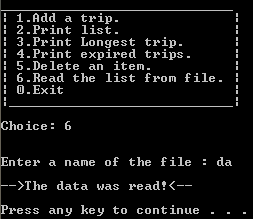 1.Add a trip.
2.Print list.
3.Print Longest trip.
4.Print expired trips.
5.Delete an item.
6.Read the list from file.
0.Exit
Choice: 6
Enter a name of the file : da
-->The data was read!<--
Press any key to continue . . .